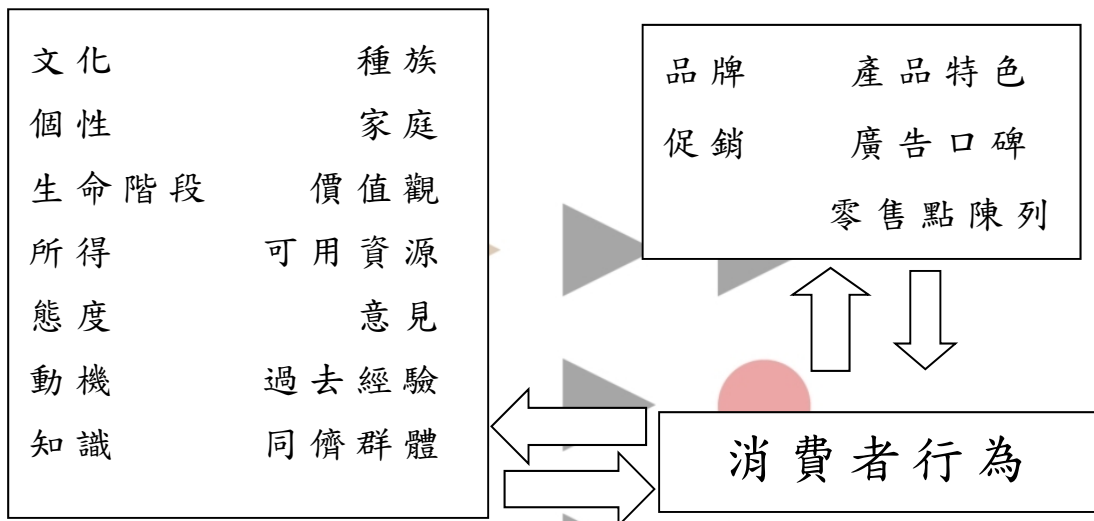 文化 種族
個性 家庭
生命階段 價值觀
所得 可用資源
態度 意見
動機 過去經驗
知識 同儕群體
品牌 產品特色
促銷 廣告口碑
零售點陳列
消費者行為